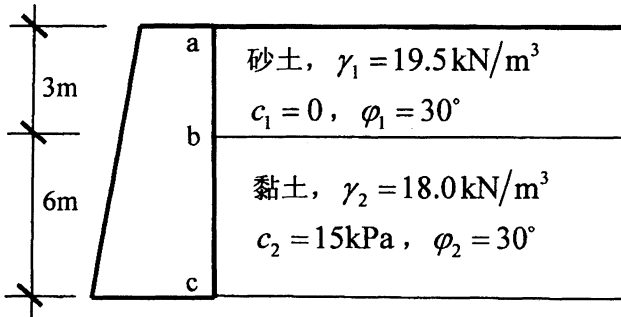 a
砂土，γ₁=19.5kN/m³
3m
c₁=0，φ₁=30°
b
6m
黏土，γ₂=18.0kN/m³
c₂=15kPa，φ₂=30°
c